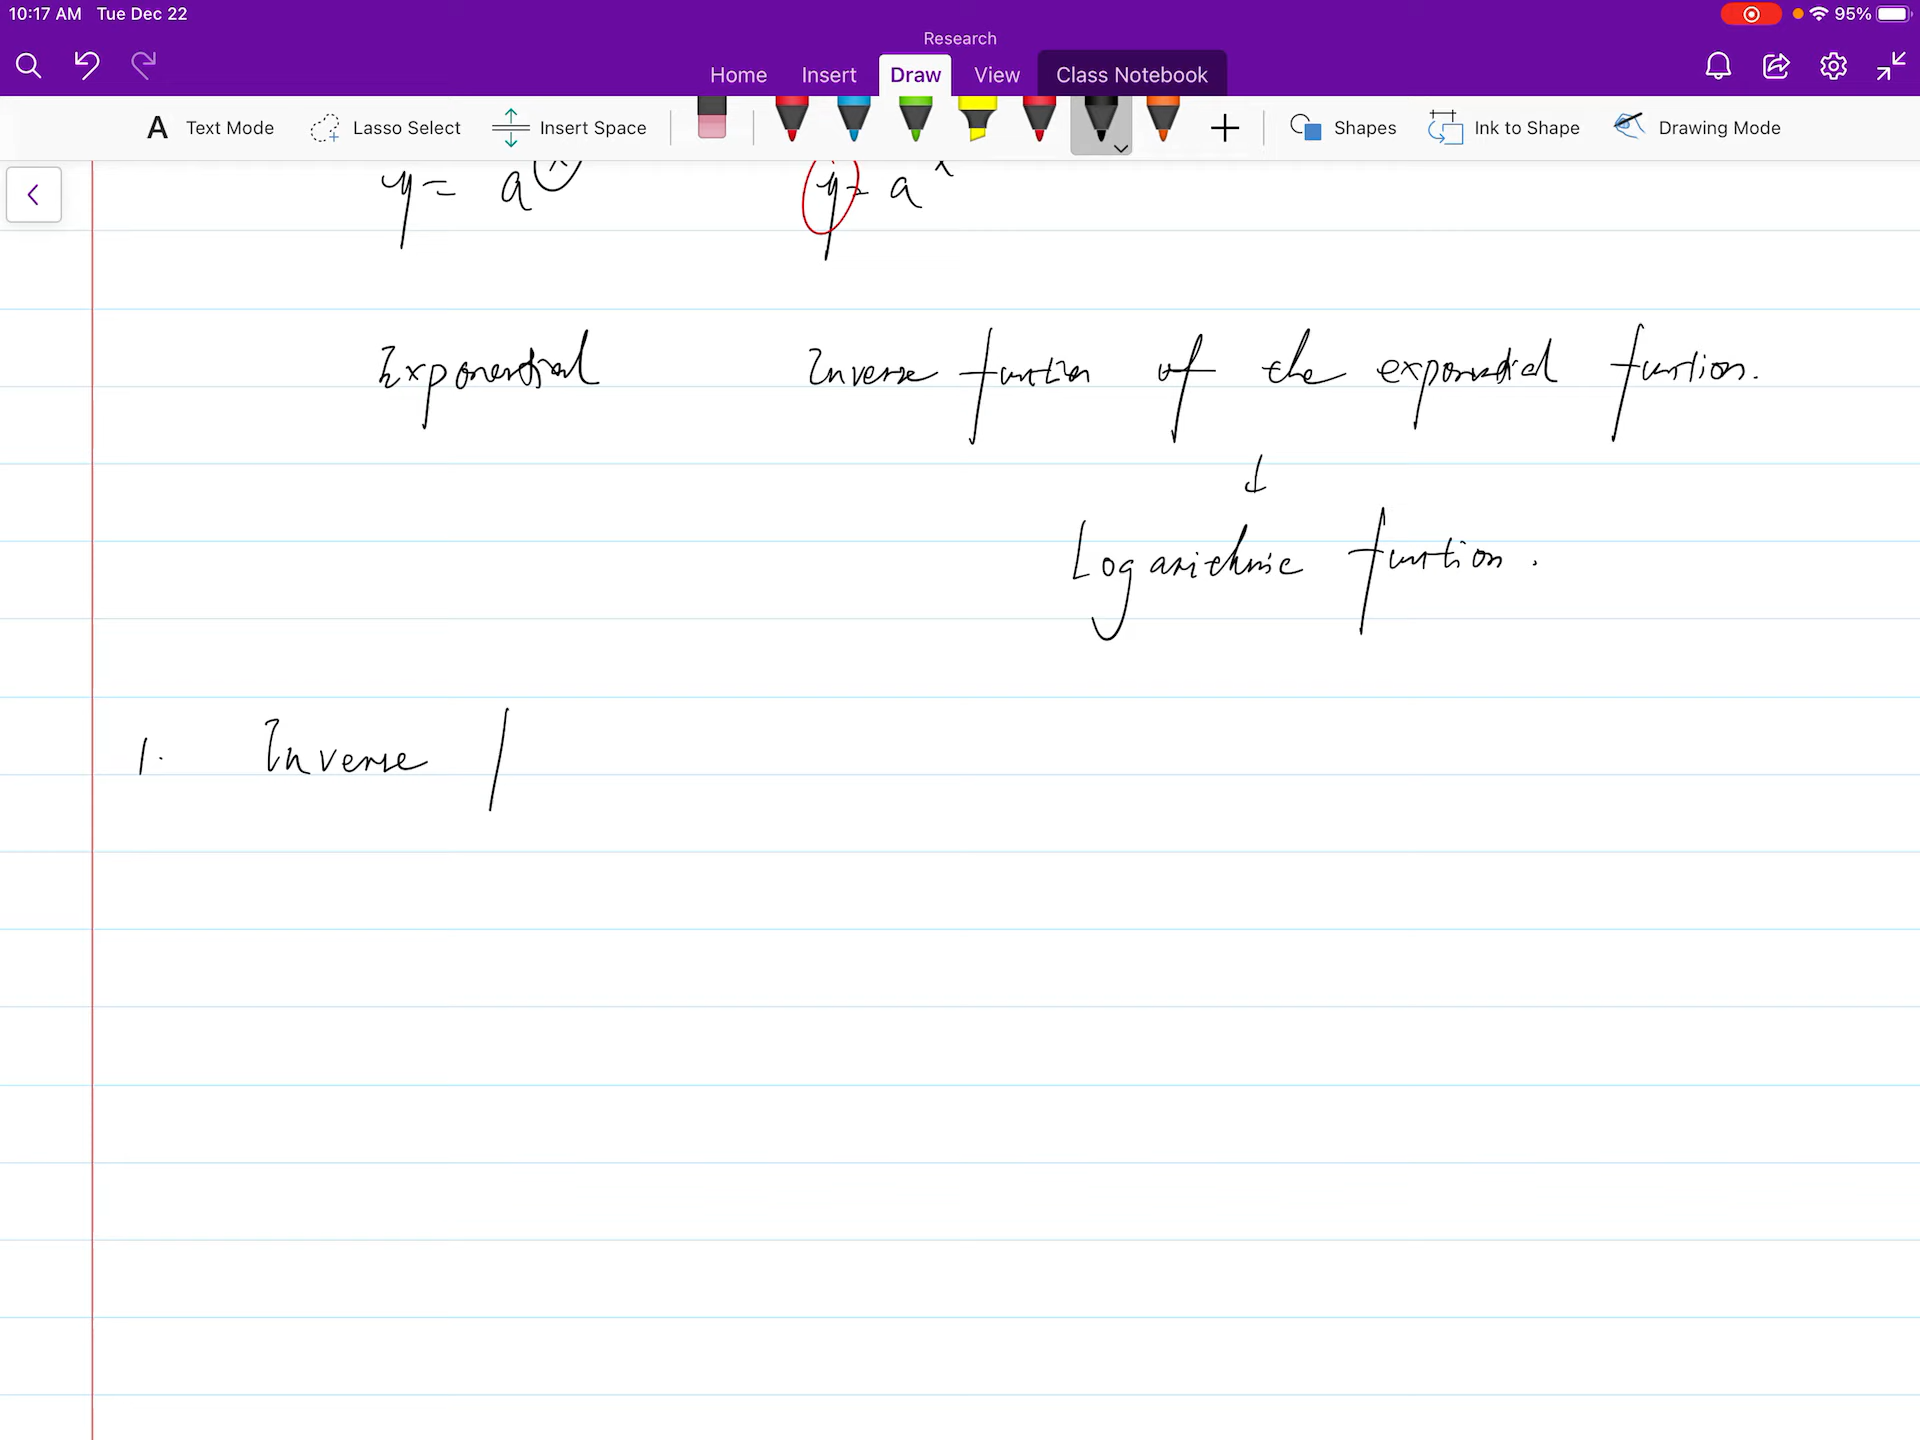 10:17 AM Tue Dec 22 95%
Research
Home Insert Draw View Class Notebook
A Text Mode Lasso Select Insert Space Shapes Ink to Shape Drawing Mode
y = a^x y = a^x
Exponential Inverse function of the exponential function.
↓
Logarithmic function.
1. Inverse